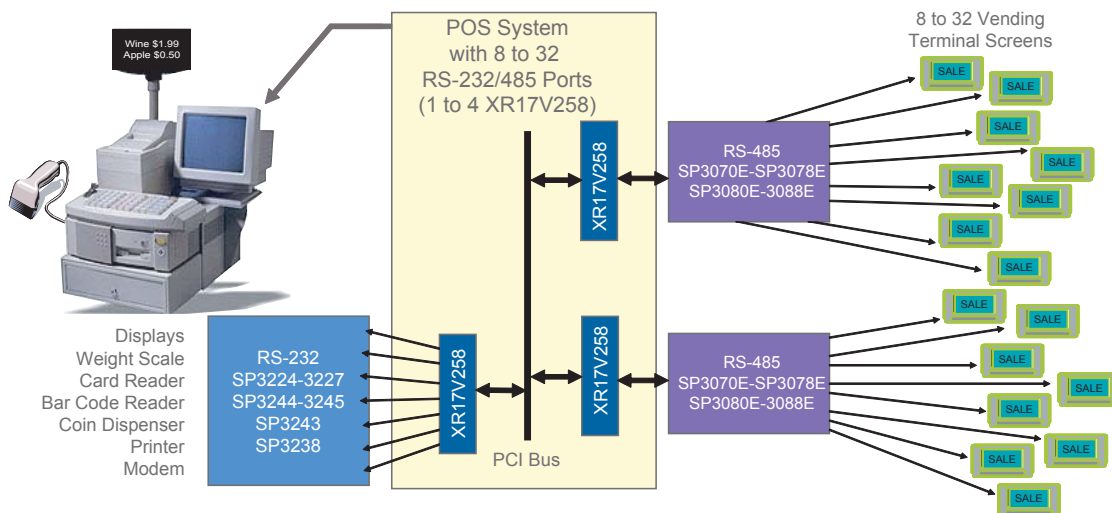 Wine $1.99
Apple $0.50
POS System
with 8 to 32
RS-232/485 Ports
(1 to 4 XR17V258)
8 to 32 Vending
Terminal Screens
SALE
SALE
SALE
SALE
SALE
SALE
SALE
SALE
XR17V258
RS-485
SP3070E-SP3078E
SP3080E-3088E
Displays
Weight Scale
Card Reader
Bar Code Reader
Coin Dispenser
Printer
Modem
RS-232
SP3224-3227
SP3244-3245
SP3243
SP3238
XR17V258
PCI Bus
XR17V258
RS-485
SP3070E-SP3078E
SP3080E-3088E
SALE
SALE
SALE
SALE
SALE
SALE
SALE
SALE